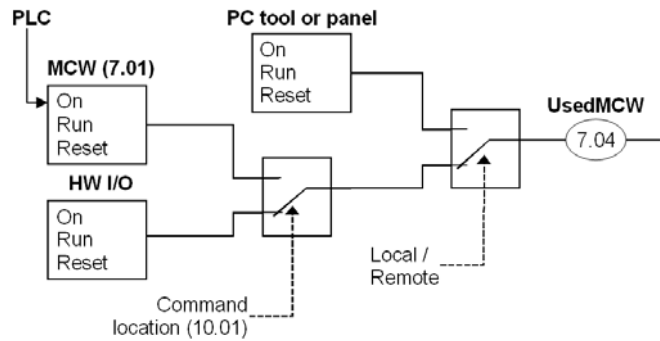 PLC
MCW (7.01)
On
Run
Reset
HW I/O
On
Run
Reset
PC tool or panel
On
Run
Reset
UsedMCW
7.04
Local /
Remote
Command
location (10.01)